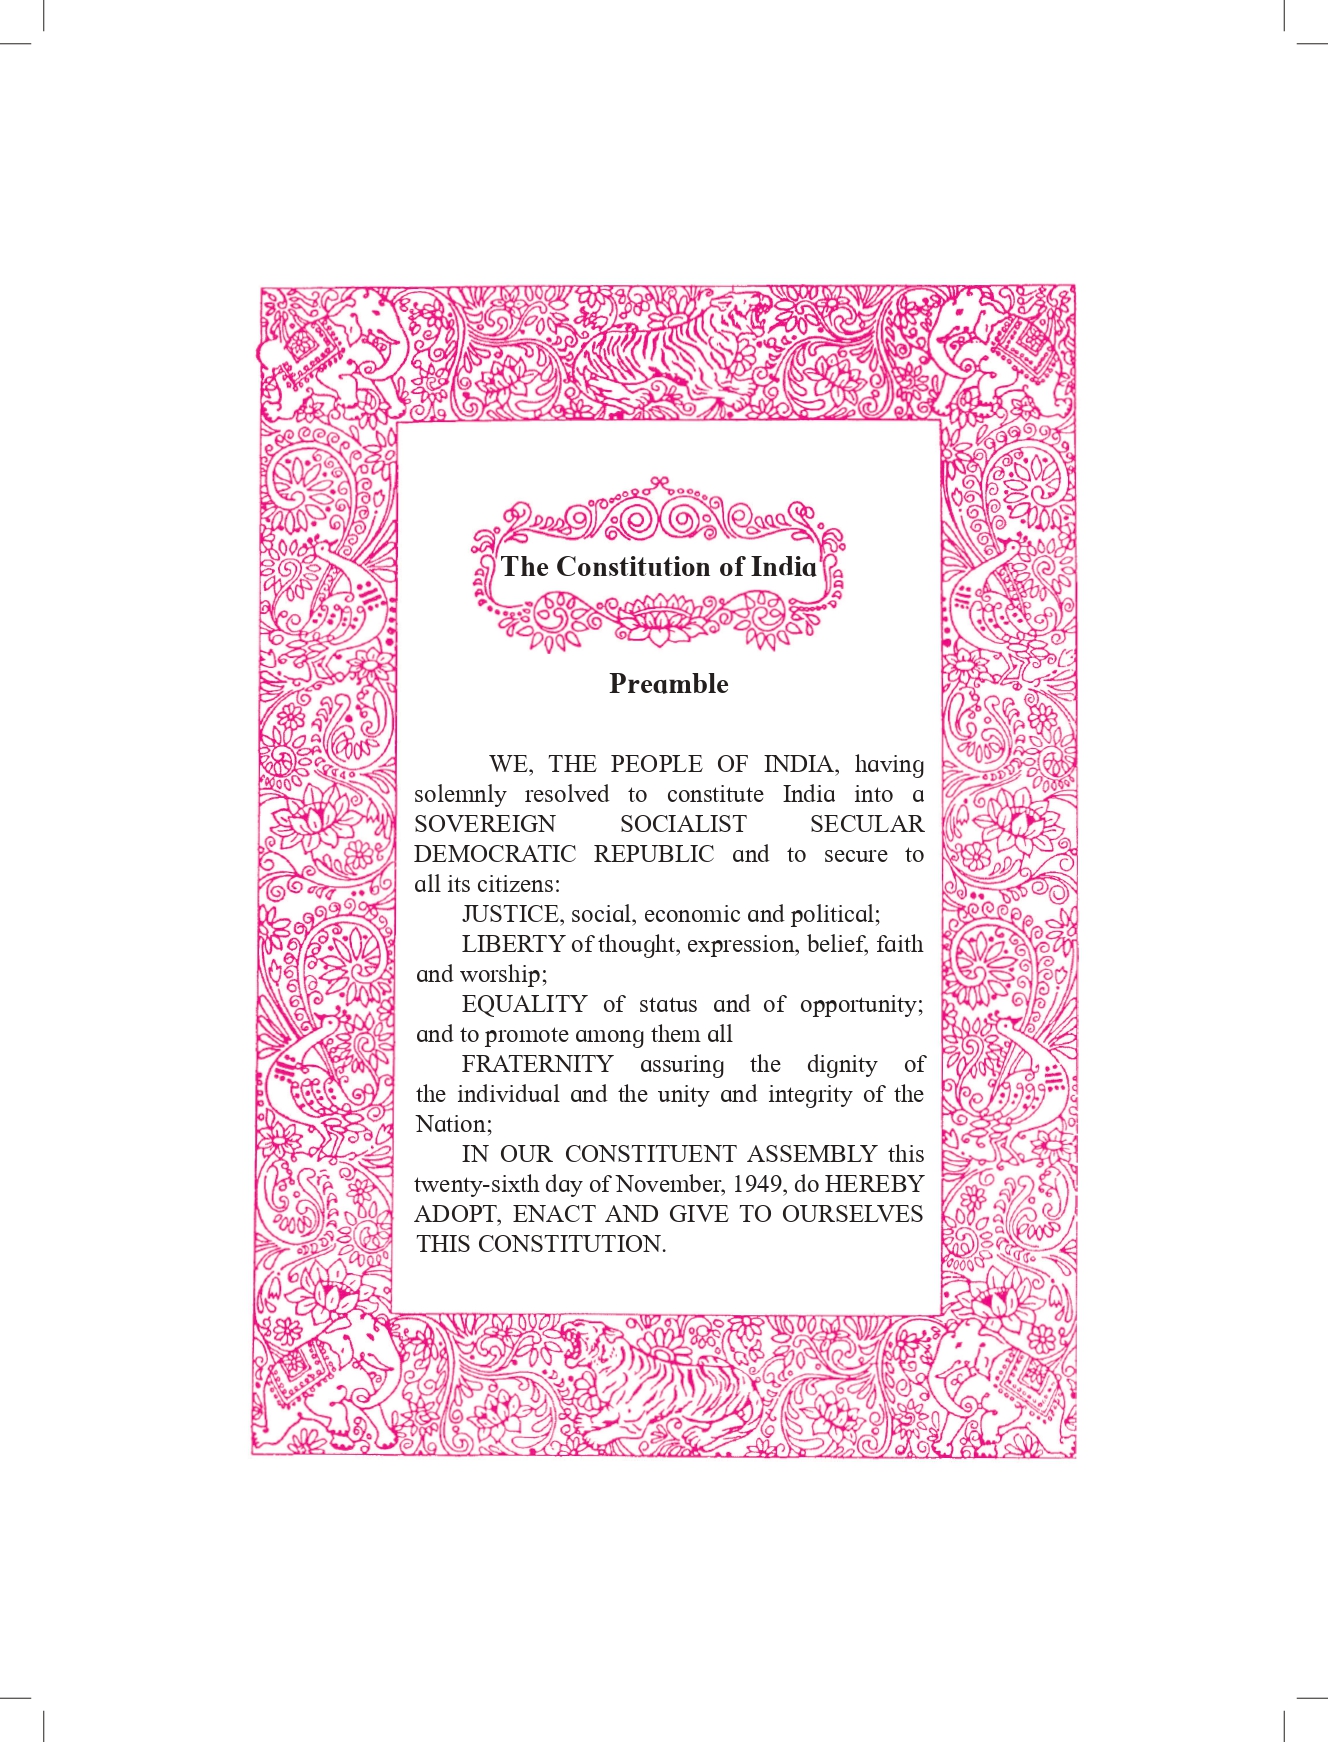 The Constitution of India
Preamble
WE, THE PEOPLE OF INDIA, having
solemnly resolved to constitute India into a
SOVEREIGN SOCIALIST SECULAR
DEMOCRATIC REPUBLIC and to secure to
all its citizens:
JUSTICE, social, economic and political;
LIBERTY of thought, expression, belief, faith
and worship;
EQUALITY of status and of opportunity;
and to promote among them all
FRATERNITY assuring the dignity of
the individual and the unity and integrity of the
Nation;
IN OUR CONSTITUENT ASSEMBLY this
twenty-sixth day of November, 1949, do HEREBY
ADOPT, ENACT AND GIVE TO OURSELVES
THIS CONSTITUTION.